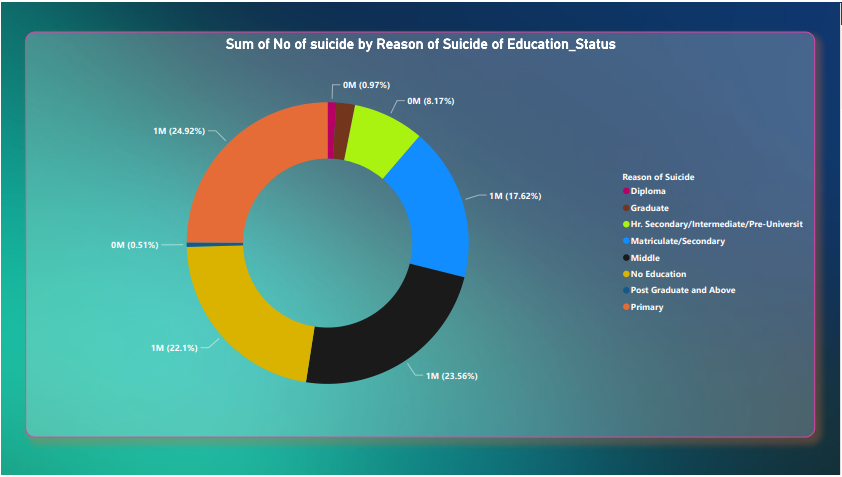 Sum of No of suicide by Reason of Suicide of Education_Status
0M (0.97%)
0M (8.17%)
1M (24.92%)
1M (17.62%)
0M (0.51%)
1M (22.1%)
1M (23.56%)
Reason of Suicide
Diploma
Graduate
Hr. Secondary/Intermediate/Pre-Universit
Matriculate/Secondary
Middle
No Education
Post Graduate and Above
Primary